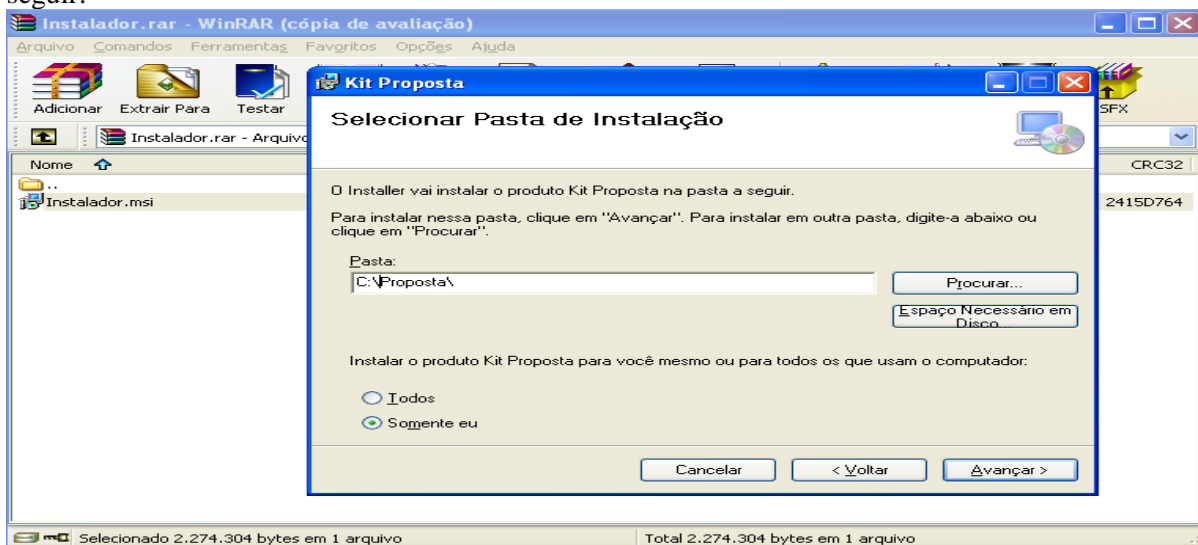 seguir:
Instalador.rar - WinRAR (cópia de avaliação)
Arquivo Comandos Ferramentas Favoritos Opções Ajuda
Adicionar Extrair Para Testar SFX
Instalador.rar - Arquivo
Nome CRC32
..
Instalador.msi 2415D764
Kit Proposta
Selecionar Pasta de Instalação
O Installer vai instalar o produto Kit Proposta na pasta a seguir.
Para instalar nessa pasta, clique em "Avançar". Para instalar em outra pasta, digite-a abaixo ou
clique em "Procurar".
Pasta:
C:\Proposta\
Procurar...
Espaço Necessário em
Disco...
Instalar o produto Kit Proposta para você mesmo ou para todos os que usam o computador:
Todos
Somente eu
Cancelar < Voltar Avançar >
Selecionado 2.274.304 bytes em 1 arquivo Total 2.274.304 bytes em 1 arquivo